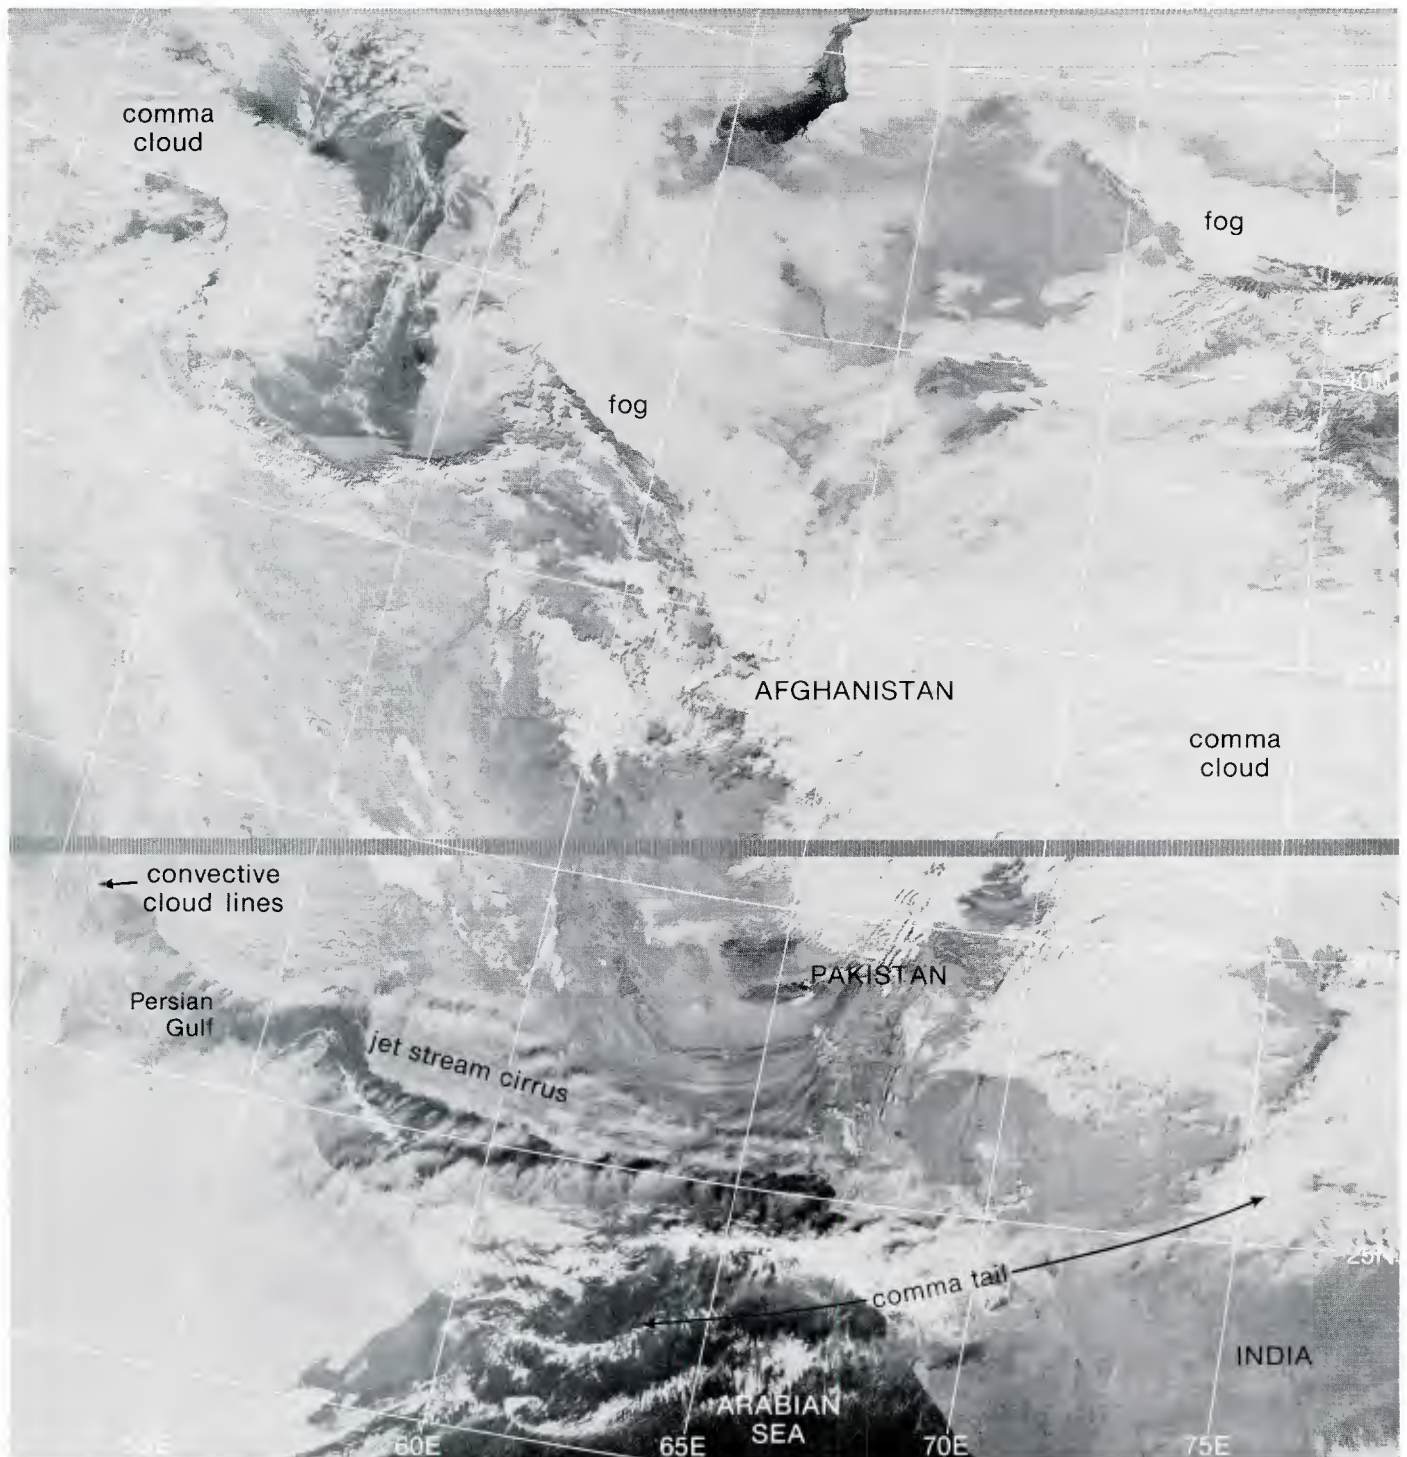 comma
cloud
fog
40N
fog
AFGHANISTAN
comma
cloud
convective
cloud lines
PAKISTAN
Persian
Gulf
jet stream cirrus
25N
comma tail
INDIA
ARABIAN
SEA
60E
65E
70E
75E